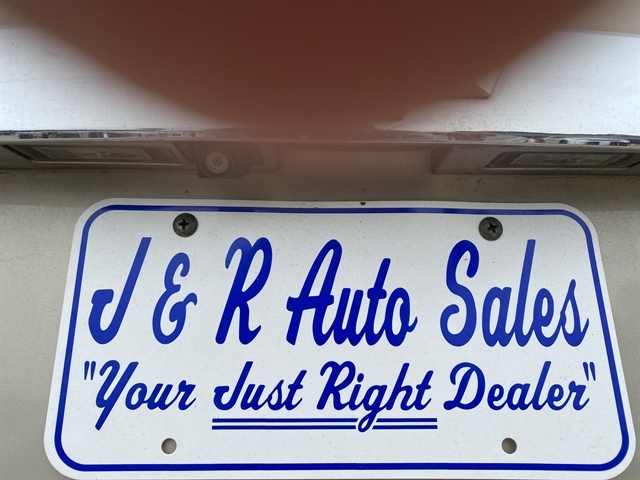 J & R Auto Sales
"Your Just Right Dealer"